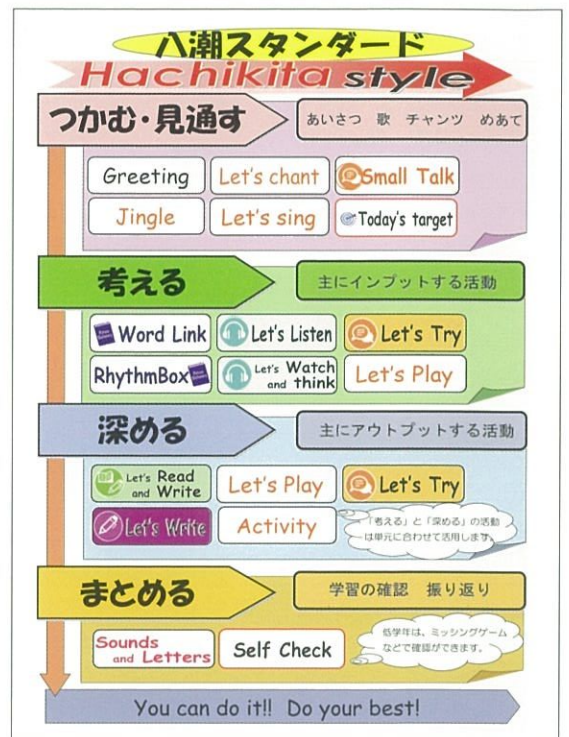 八潮スタンダード
Hachikita style
つかむ・見通す
あいさつ 歌 チャンツ めあて
Greeting
Let's chant
Small Talk
Jingle
Let's sing
Today's target
考える
主にインプットする活動
Word Link
Let's Listen
Let's Try
RhythmBox
Let's Watch
and think
Let's Play
深める
主にアウトプットする活動
Let's Read
and Write
Let's Play
Let's Try
Let's Write
Activity
「考える」と「深める」の活動
は単元に合わせて活用します。
まとめる
学習の確認 振り返り
Sounds
and Letters
Self Check
低学年は、ミッシングゲーム
などで確認ができます。
You can do it!! Do your best!